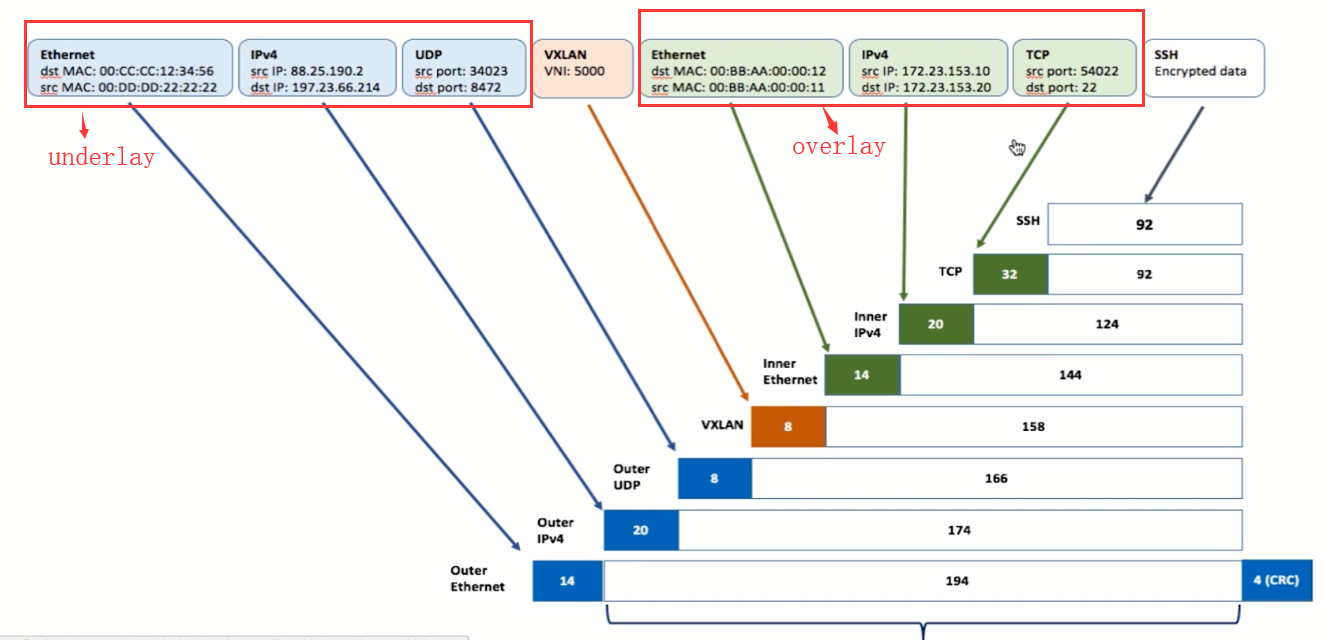 Ethernet
dst MAC: 00:CC:CC:12:34:56
src MAC: 00:DD:DD:22:22:22
IPv4
src IP: 88.25.190.2
dst IP: 197.23.66.214
UDP
src port: 34023
dst port: 8472
VXLAN
VNI: 5000
Ethernet
dst MAC: 00:BB:AA:00:00:12
src MAC: 00:BB:AA:00:00:11
IPv4
src IP: 172.23.153.10
dst IP: 172.23.153.20
TCP
src port: 54022
dst port: 22
SSH
Encrypted data
underlay
overlay
SSH
92
TCP
32
92
Inner
IPv4
20
124
Inner
Ethernet
14
144
VXLAN
8
158
Outer
UDP
8
166
Outer
IPv4
20
174
Outer
Ethernet
14
194
4 (CRC)